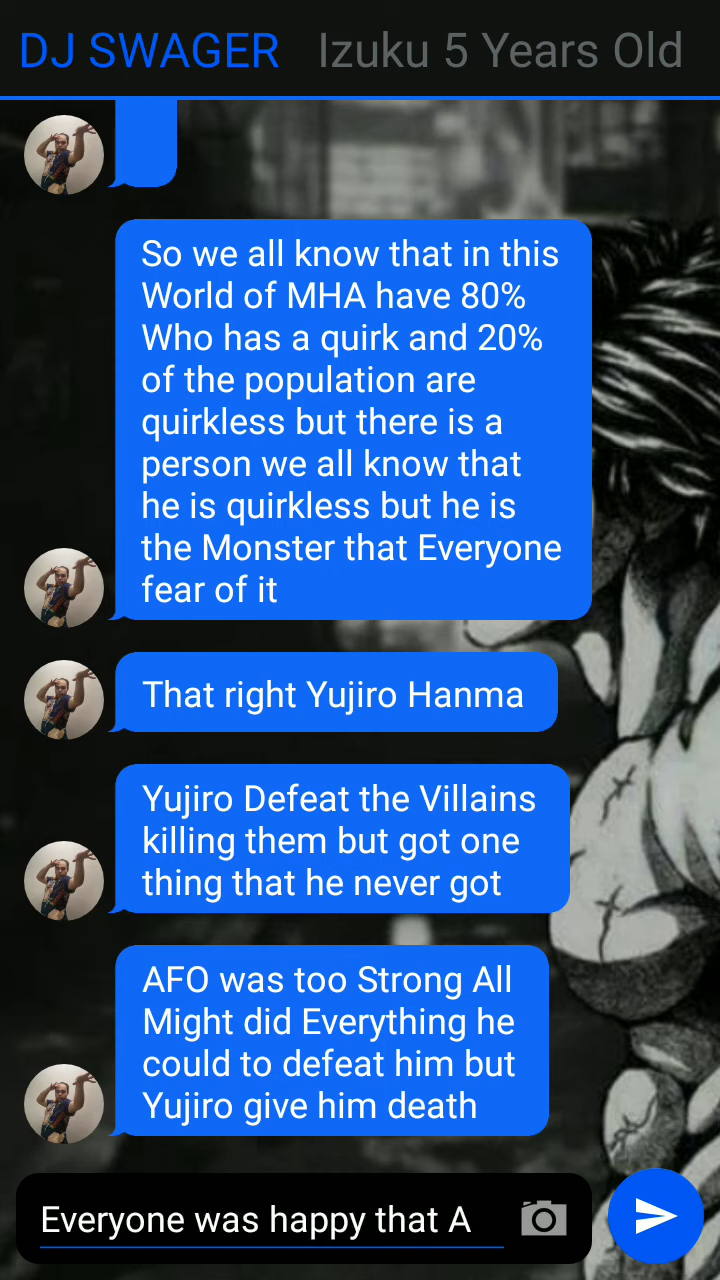 DJ SWAGER Izuku 5 Years Old
So we all know that in this
World of MHA have 80%
Who has a quirk and 20%
of the population are
quirkless but there is a
person we all know that
he is quirkless but he is
the Monster that Everyone
fear of it
That right Yujiro Hanma
Yujiro Defeat the Villains
killing them but got one
thing that he never got
AFO was too Strong All
Might did Everything he
could to defeat him but
Yujiro give him death
Everyone was happy that A